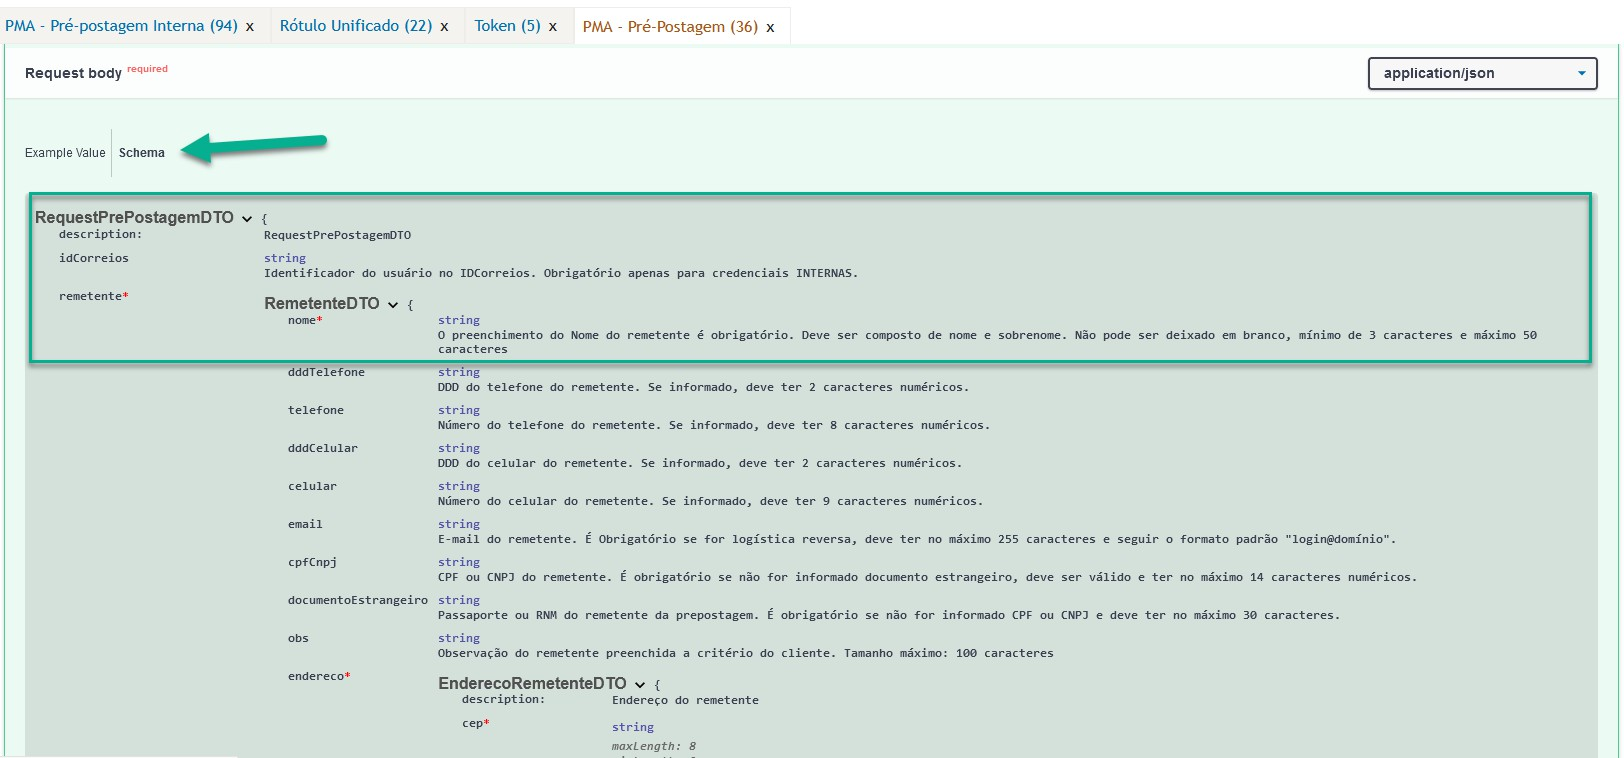 PMA - Pré-postagem Interna (94) x Rótulo Unificado (22) x Token (5) x PMA - Pré-Postagem (36) x
Request body required application/json
Example Value Schema
RequestPrePostagemDTO {
description: RequestPrePostagemDTO
idCorreios string
Identificador do usuário no IDCorreios. Obrigatório apenas para credenciais INTERNAS.
remetente* RemetenteDTO {
nome* string
O preenchimento do Nome do remetente é obrigatório. Deve ser composto de nome e sobrenome. Não pode ser deixado em branco, mínimo de 3 caracteres e máximo 50
caracteres
dddTelefone string
DDD do telefone do remetente. Se informado, deve ter 2 caracteres numéricos.
telefone string
Número do telefone do remetente. Se informado, deve ter 8 caracteres numéricos.
dddCelular string
DDD do celular do remetente. Se informado, deve ter 2 caracteres numéricos.
celular string
Número do celular do remetente. Se informado, deve ter 9 caracteres numéricos.
email string
E-mail do remetente. É Obrigatório se for logística reversa, deve ter no máximo 255 caracteres e seguir o formato padrão "login@domínio".
cpfCnpj string
CPF ou CNPJ do remetente. É obrigatório se não for informado documento estrangeiro, deve ser válido e ter no máximo 14 caracteres numéricos.
documentoEstrangeiro string
Passaporte ou RNM do remetente da prepostagem. É obrigatório se não for informado CPF ou CNPJ e deve ter no máximo 30 caracteres.
obs string
Observação do remetente preenchida a critério do cliente. Tamanho máximo: 100 caracteres
endereco* EnderecoRemetenteDTO {
description: Endereço do remetente
cep* string
maxLength: 8